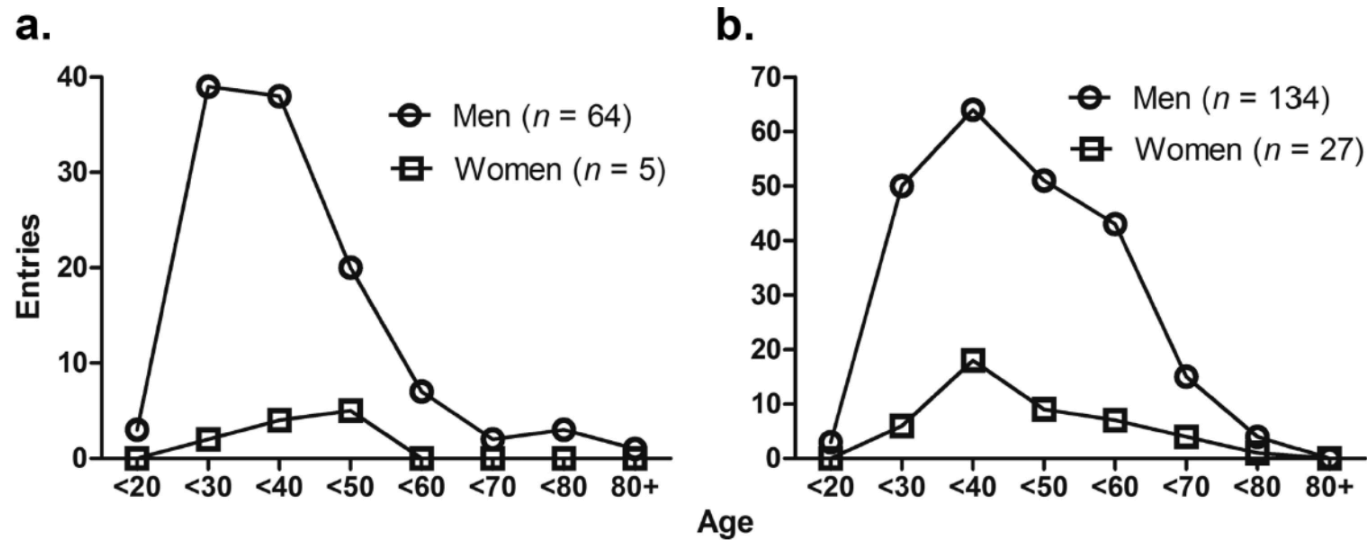 a.
40
30
20
10
0
Entries
Men (n = 64)
Women (n = 5)
<20 <30 <40 <50 <60 <70 <80 80+
b.
70
60
50
40
30
20
10
0
Men (n = 134)
Women (n = 27)
<20 <30 <40 <50 <60 <70 <80 80+
Age